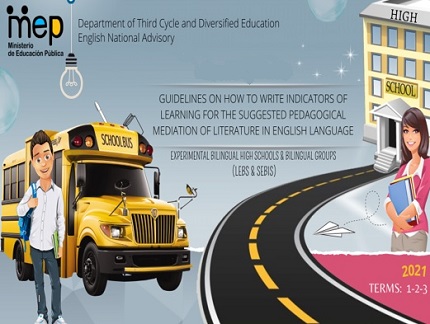 mep
Ministerio
de Educación Pública
Department of Third Cycle and Diversified Education
English National Advisory
HIGH
SCHOOL
GUIDELINES ON HOW TO WRITE INDICATORS OF
LEARNING FOR THE SUGGESTED PEDAGOGICAL
MEDIATION OF LITERATURE IN ENGLISH LANGUAGE
EXPERIMENTAL BILINGUAL HIGH SCHOOLS & BILINGUAL GROUPS
(LEBS & SEBIS)
SCHOOL BUS
2021
TERMS: 1-2-3